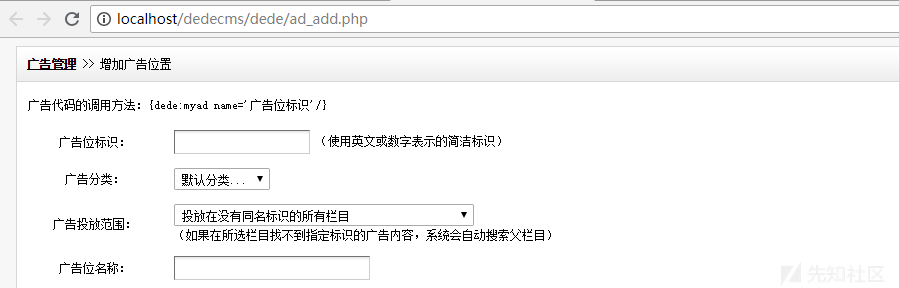 localhost/dedecms/dede/ad_add.php
广告管理 >> 增加广告位置
广告代码的调用方法：{dede:myad name='广告位标识'/}
广告位标识： （使用英文或数字表示的简洁标识）
广告分类： 默认分类... ▼
广告投放范围： 投放在没有同名标识的所有栏目 ▼
（如果在所选栏目找不到指定标识的广告内容，系统会自动搜索父栏目）
广告位名称：
先知社区